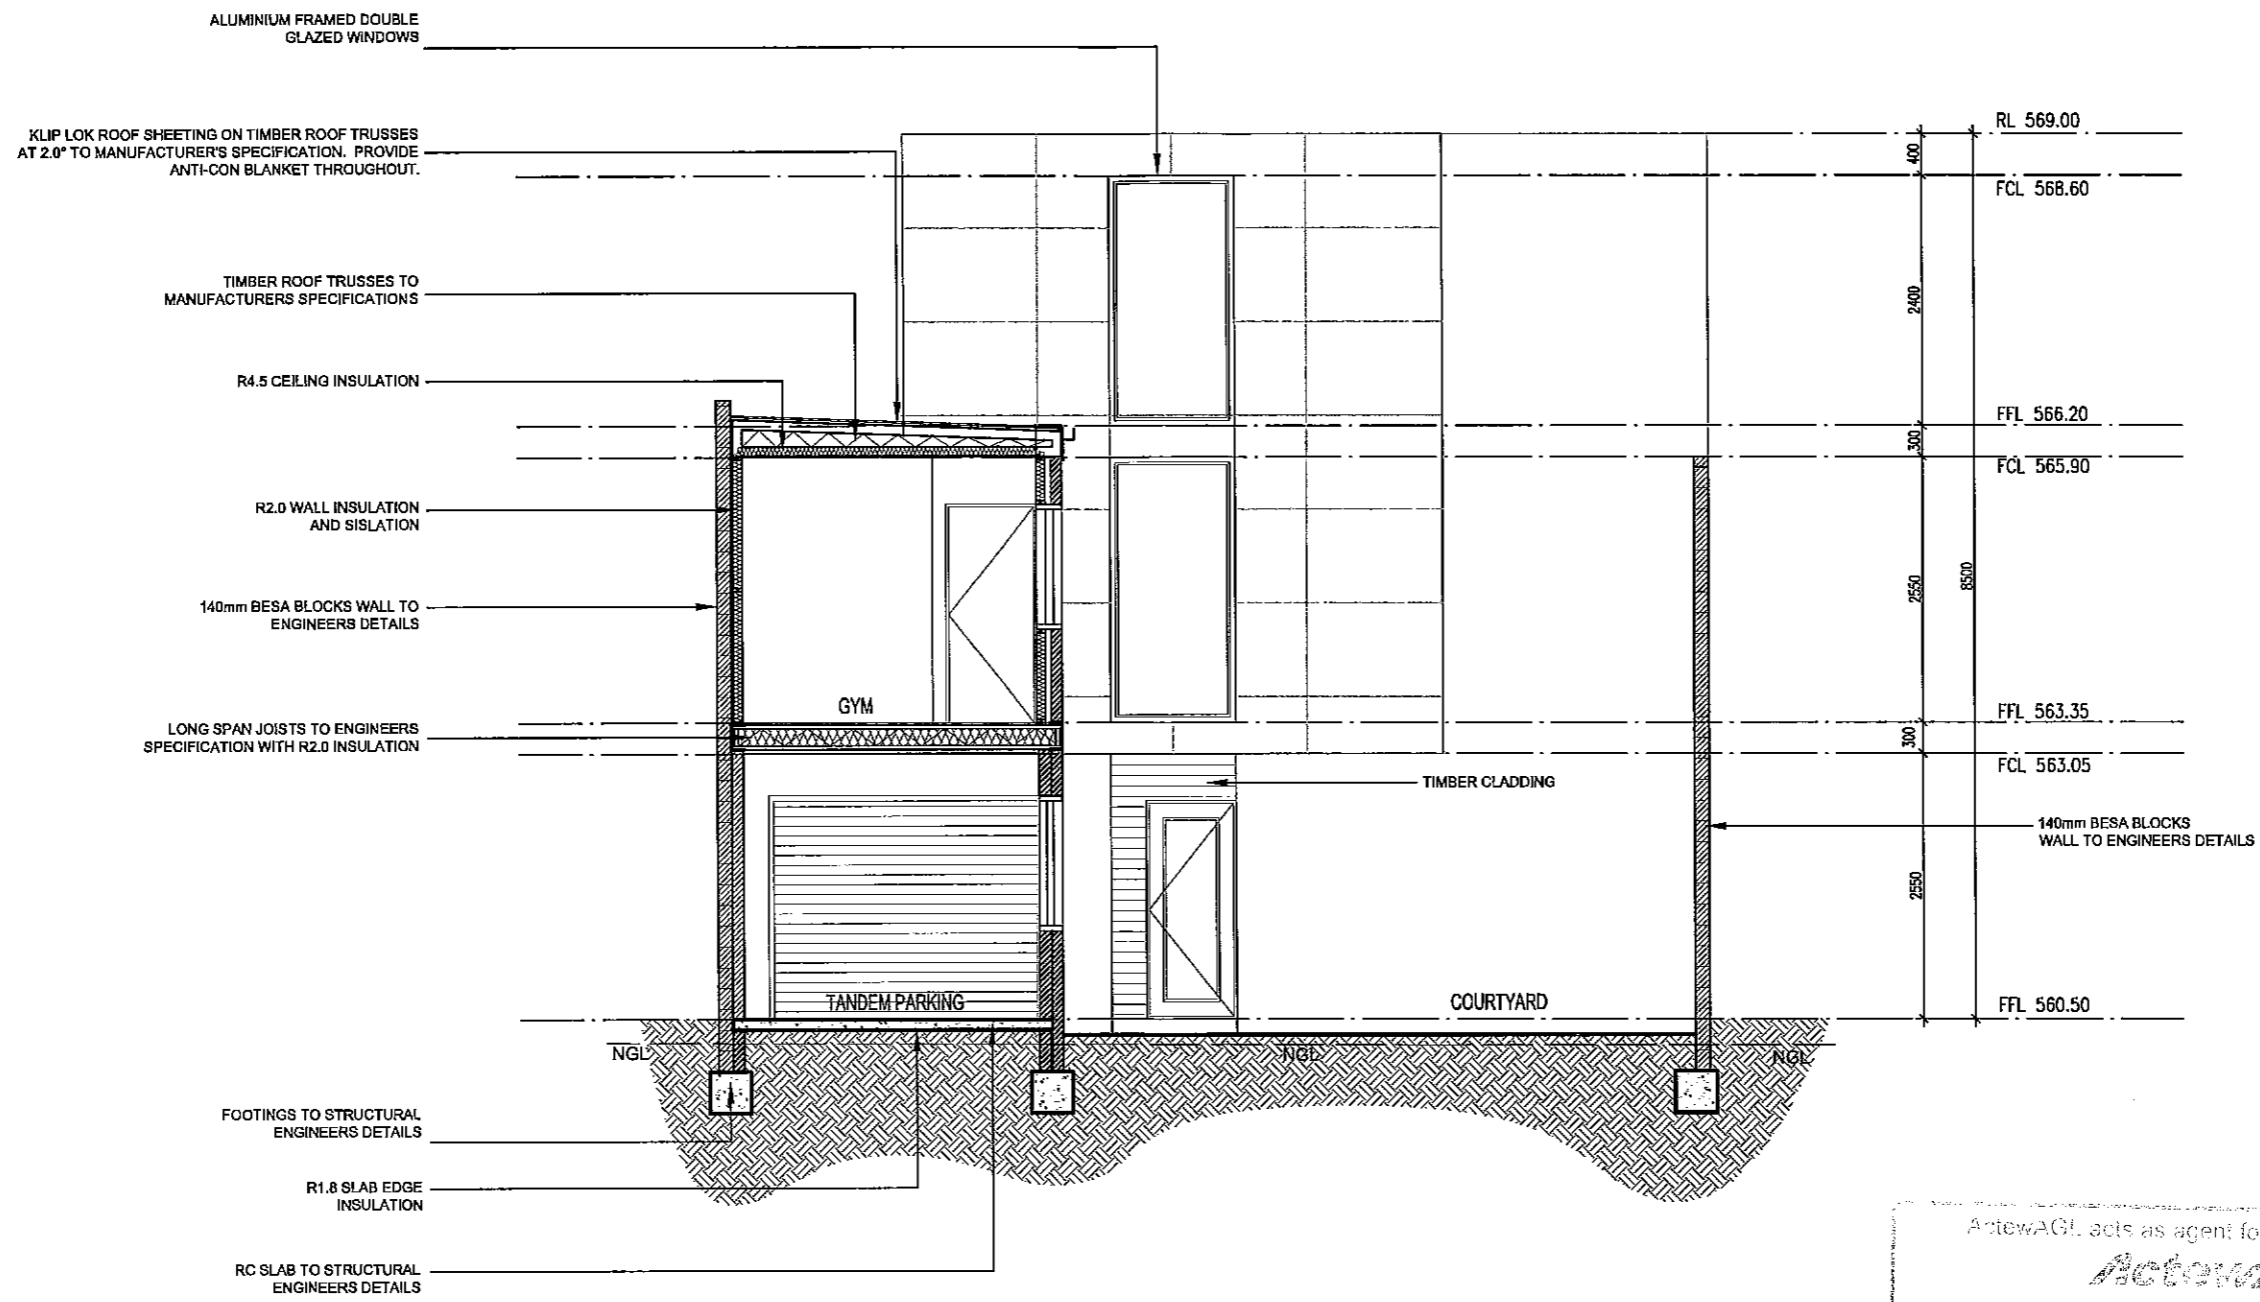 ALUMINIUM FRAMED DOUBLE
GLAZED WINDOWS
KLIP LOK ROOF SHEETING ON TIMBER ROOF TRUSSES
AT 2.0° TO MANUFACTURER'S SPECIFICATION. PROVIDE
ANTI-CON BLANKET THROUGHOUT.
TIMBER ROOF TRUSSES TO
MANUFACTURERS SPECIFICATIONS
R4.5 CEILING INSULATION
R2.0 WALL INSULATION
AND SISLATION
140mm BESA BLOCKS WALL TO
ENGINEERS DETAILS
LONG SPAN JOISTS TO ENGINEERS
SPECIFICATION WITH R2.0 INSULATION
FOOTINGS TO STRUCTURAL
ENGINEERS DETAILS
R1.8 SLAB EDGE
INSULATION
RC SLAB TO STRUCTURAL
ENGINEERS DETAILS
GYM
TANDEM PARKING
TIMBER CLADDING
COURTYARD
NGL
NGL
NGL
RL 569.00
400
FCL 568.60
2400
FFL 566.20
300
FCL 565.90
2550
8500
FFL 563.35
300
FCL 563.05
140mm BESA BLOCKS
WALL TO ENGINEERS DETAILS
2550
FFL 560.50
ActewAGL acts as agent fo